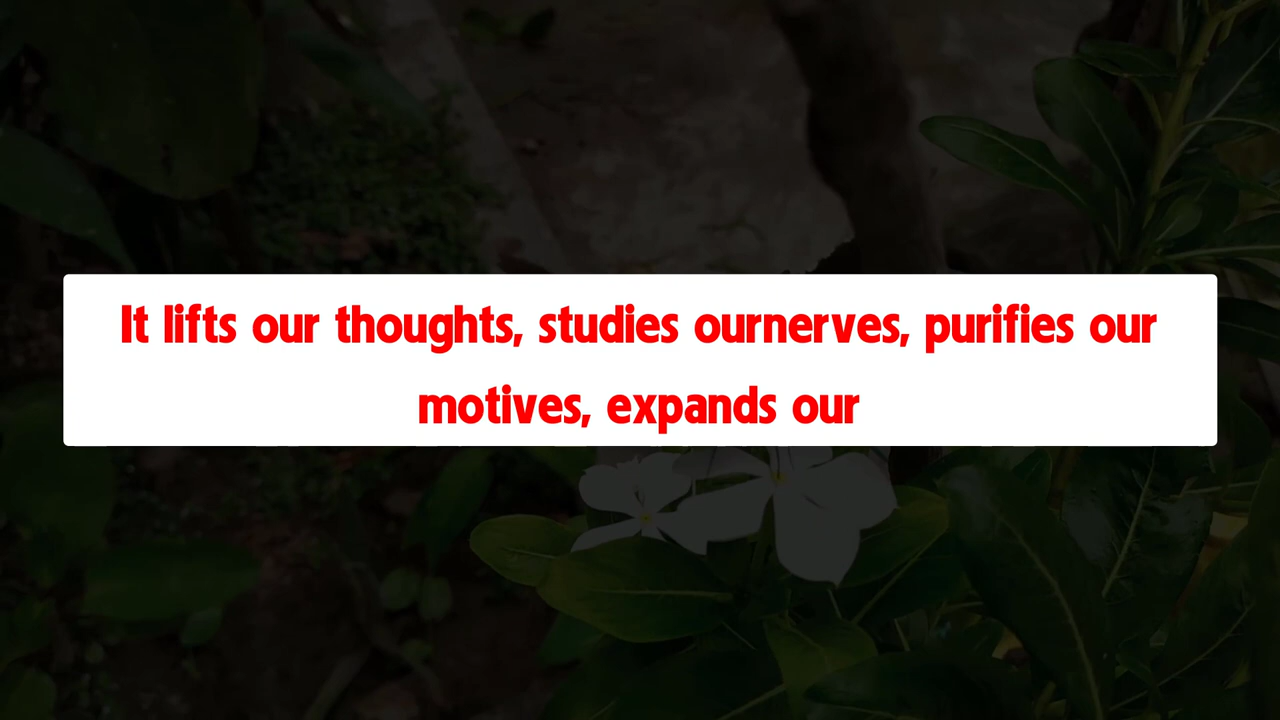 It lifts our thoughts, studies ournerves, purifies our
motives, expands our